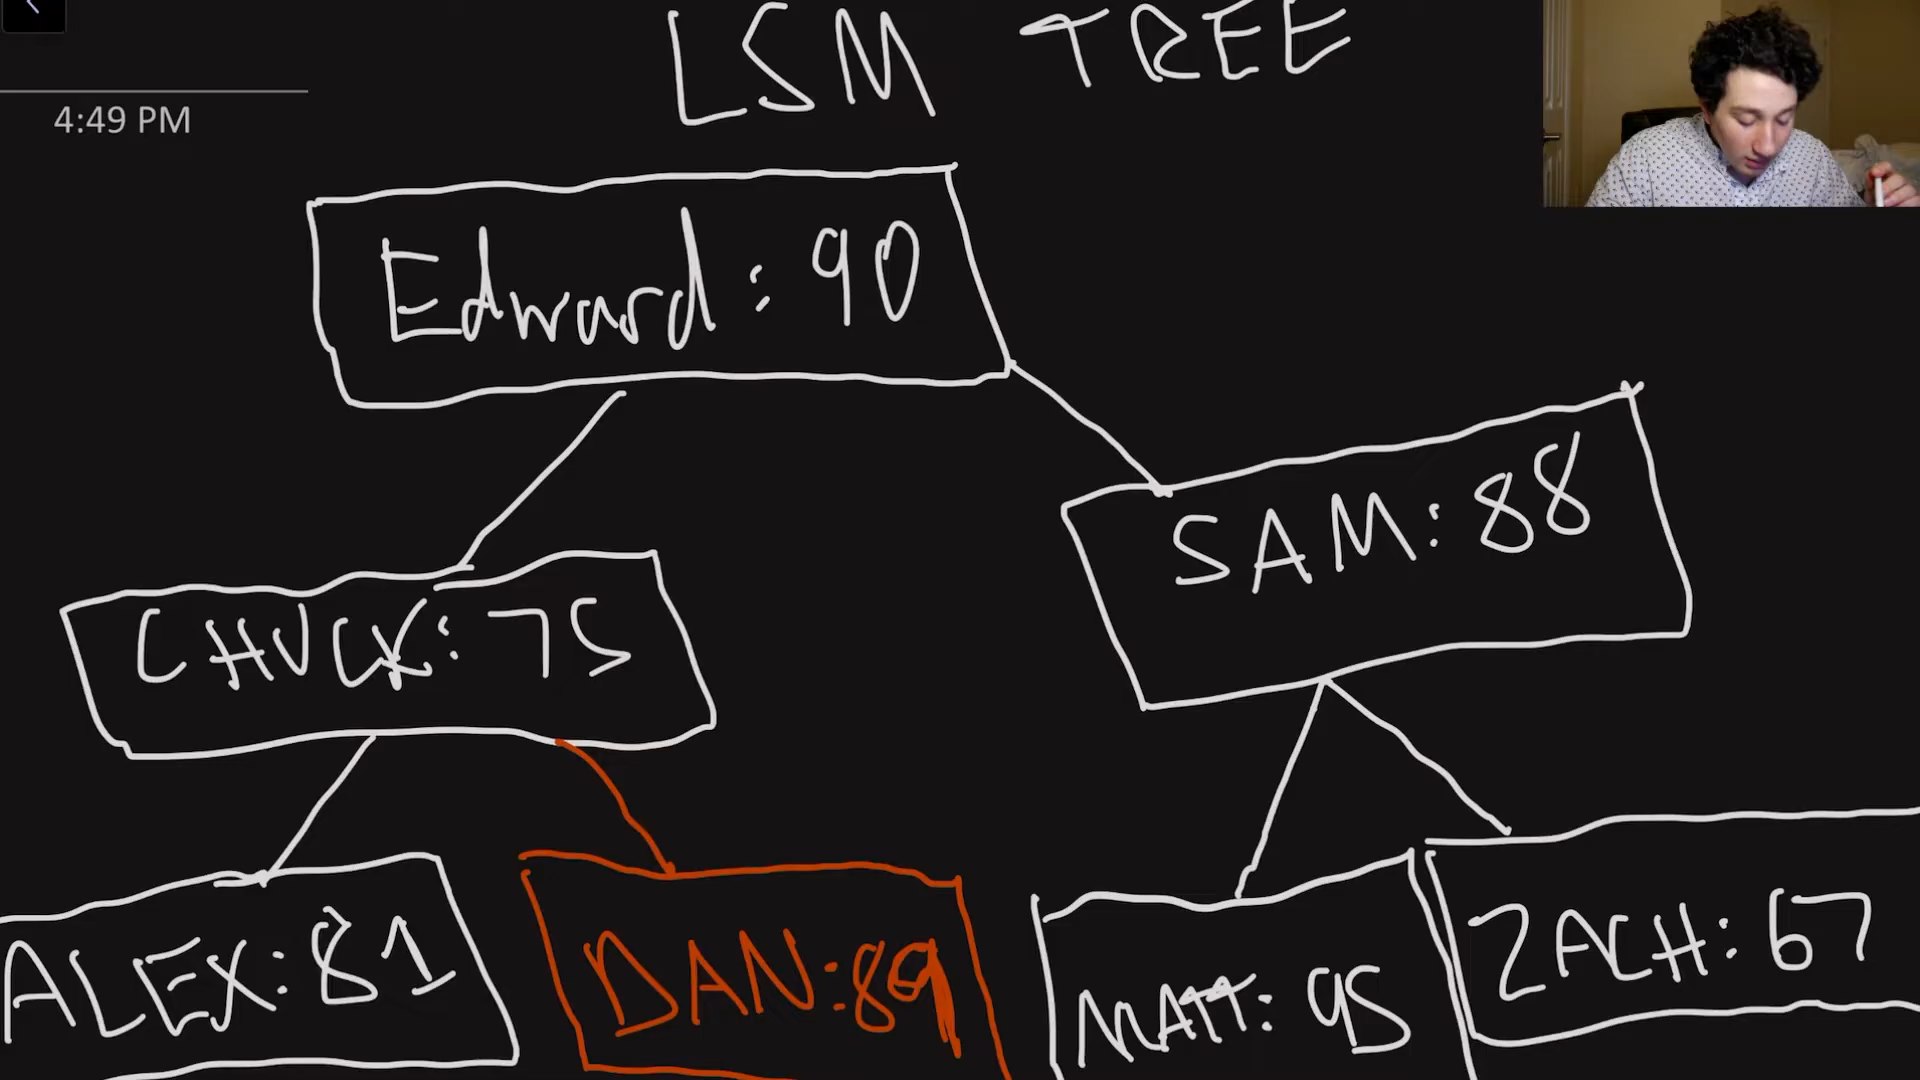 LSM TREE
4:49 PM
Edward: 90
SAM: 88
CHUCK: 75
ALEX: 81
DAN: 89
MATT: 95
ZACH: 67